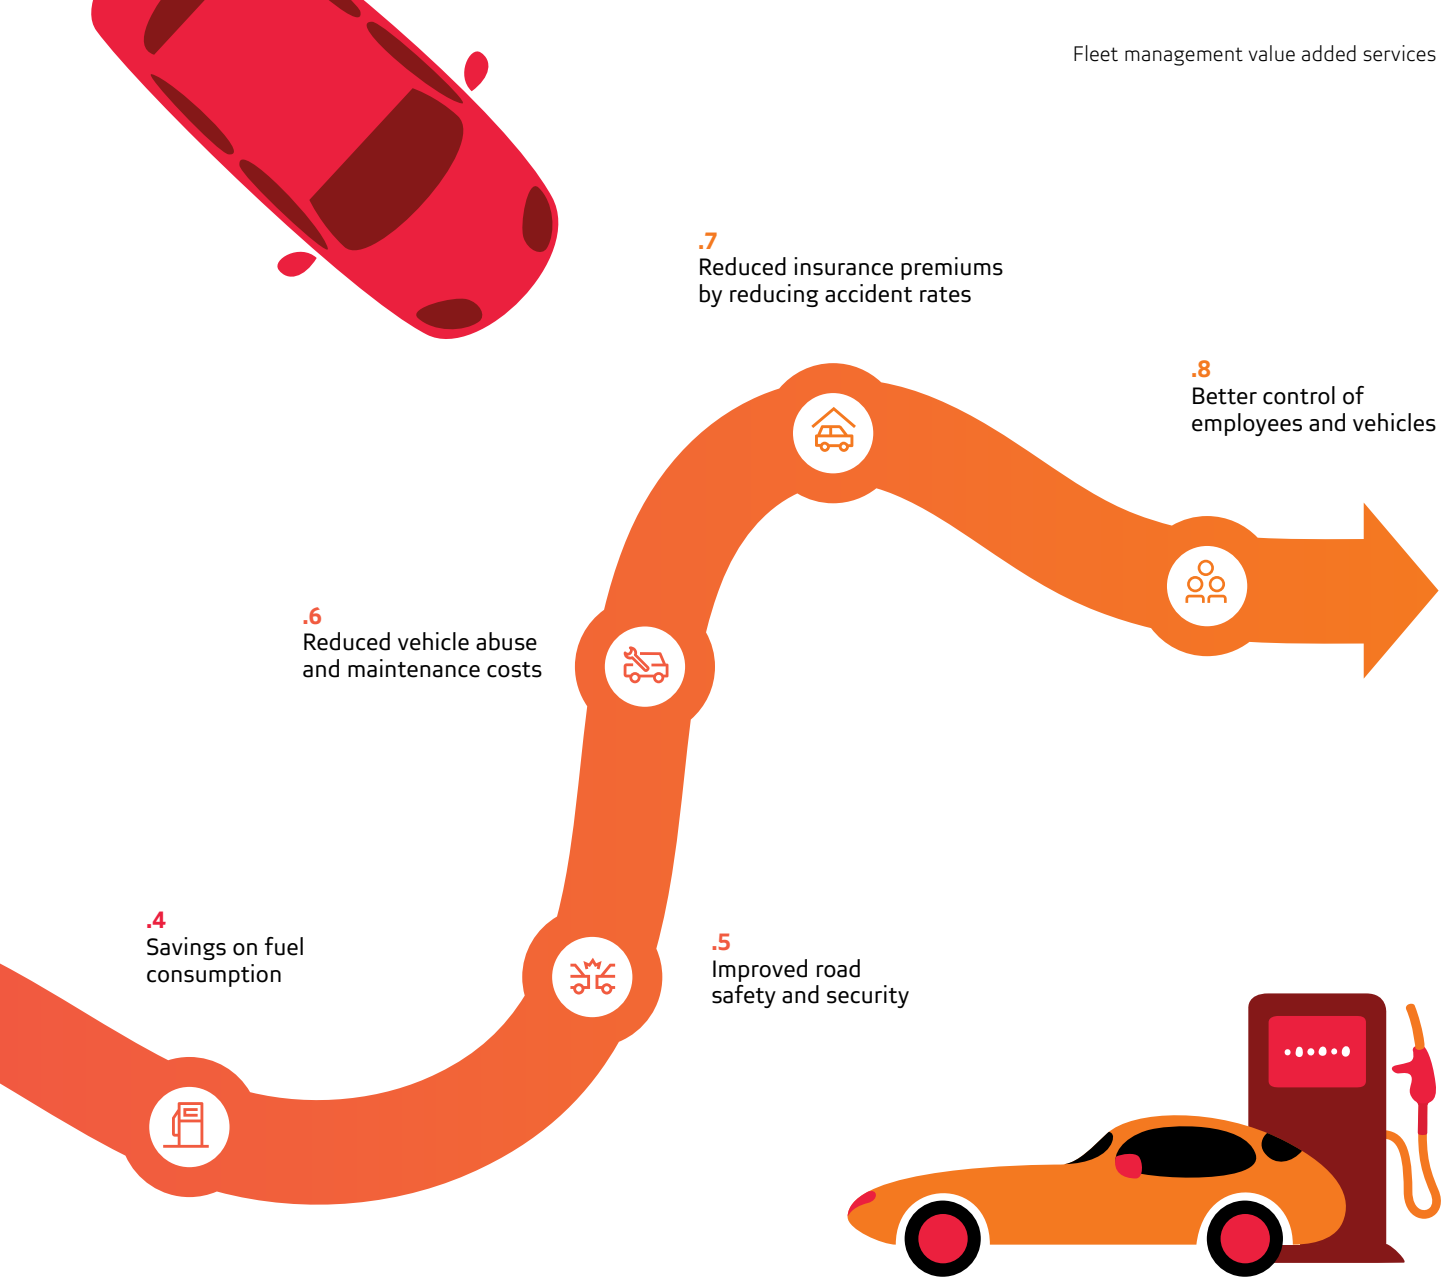 Fleet management value added services
.7
Reduced insurance premiums
by reducing accident rates
.8
Better control of
employees and vehicles
.6
Reduced vehicle abuse
and maintenance costs
.4
Savings on fuel
consumption
.5
Improved road
safety and security